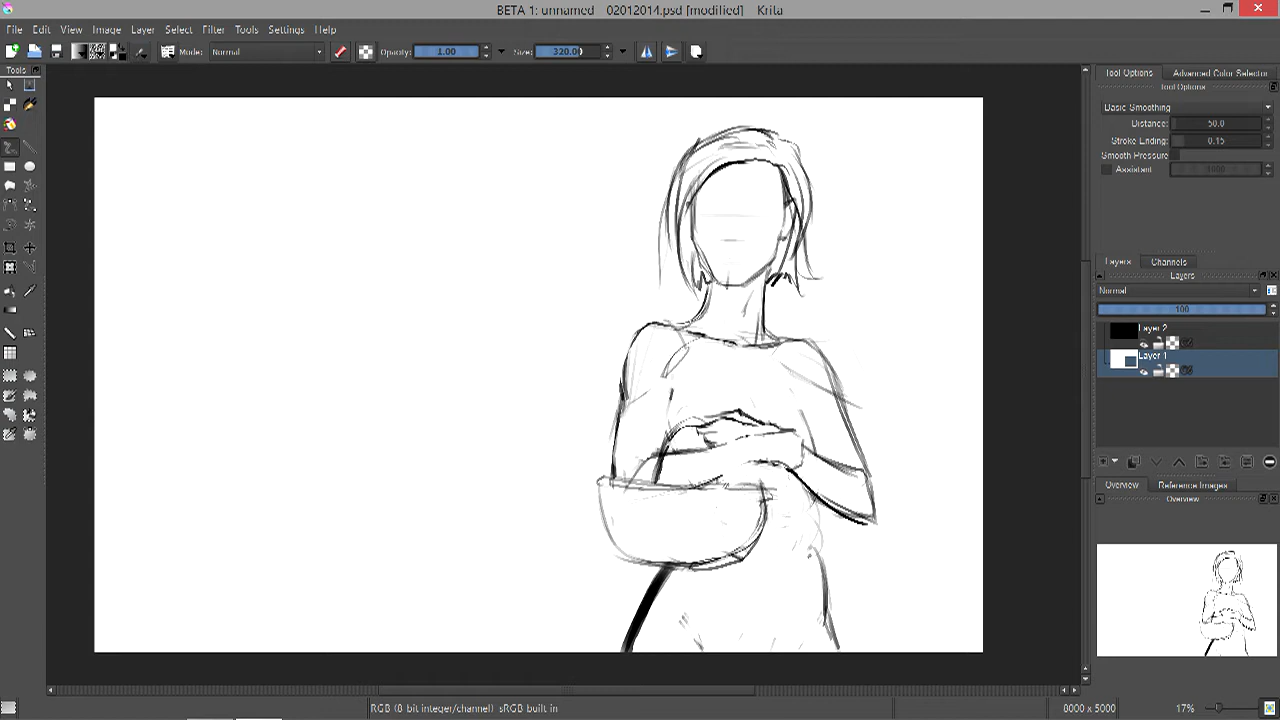 BETA 1: unnamed 02012014.psd [modified] Krita
File Edit View Image Layer Select Filter Tools Settings Help
Mode: Normal Opacity: 1.00 Size: 320.00
Tools
Tool Options Advanced Color Selector
Tool Options
Basic Smoothing
Distance: 50.0
Stroke Ending: 0.15
Smooth Pressure
Assistant 1000
Layers Channels
Layers
Normal
100
Layer 2
Layer 1
Overview Reference Images
Overview
RGB (8 bit integer/channel) sRGB built in 8000 x 5000 17%